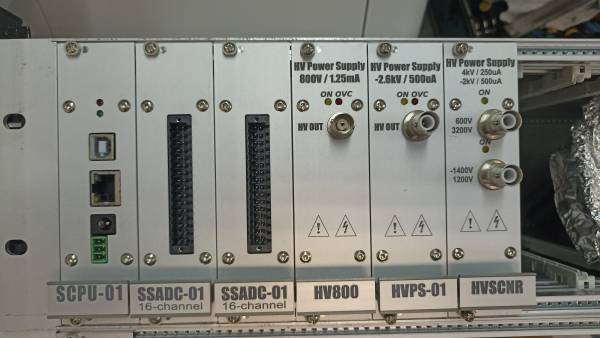 HV Power Supply
800V / 1.25mA
ON OVC
HV OUT
HV Power Supply
-2.6kV / 500uA
ON OVC
HV OUT
HV Power Supply
4kV / 250uA
-2kV / 500uA
ON
600V
3200V
ON
-1400V
1200V
SCPU-01
SSADC-01
16-channel
SSADC-01
16-channel
HV800
HVPS-01
HVSCNR